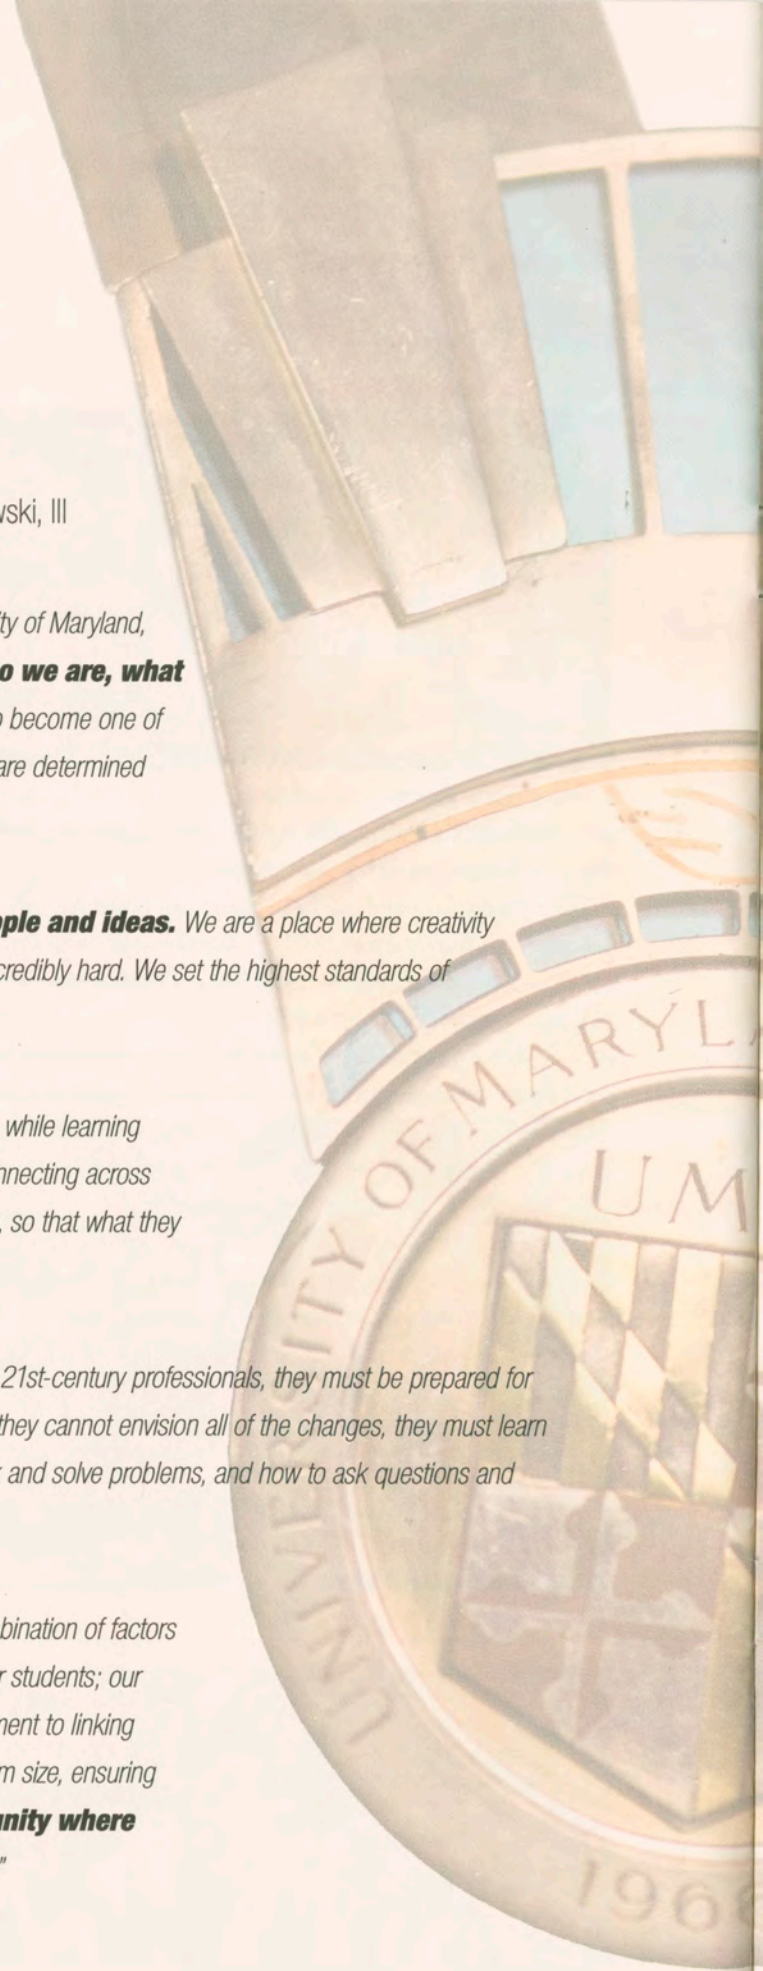 ski, III
ty of Maryland,
o we are, what
become one of
are determined
ple and ideas. We are a place where creativity
credibly hard. We set the highest standards of
while learning
nnecting across
, so that what they
21st-century professionals, they must be prepared for
they cannot envision all of the changes, they must learn
and solve problems, and how to ask questions and
bination of factors
r students; our
ment to linking
m size, ensuring
unity where
"
UNIVERSITY OF MARYLA
UM
1966